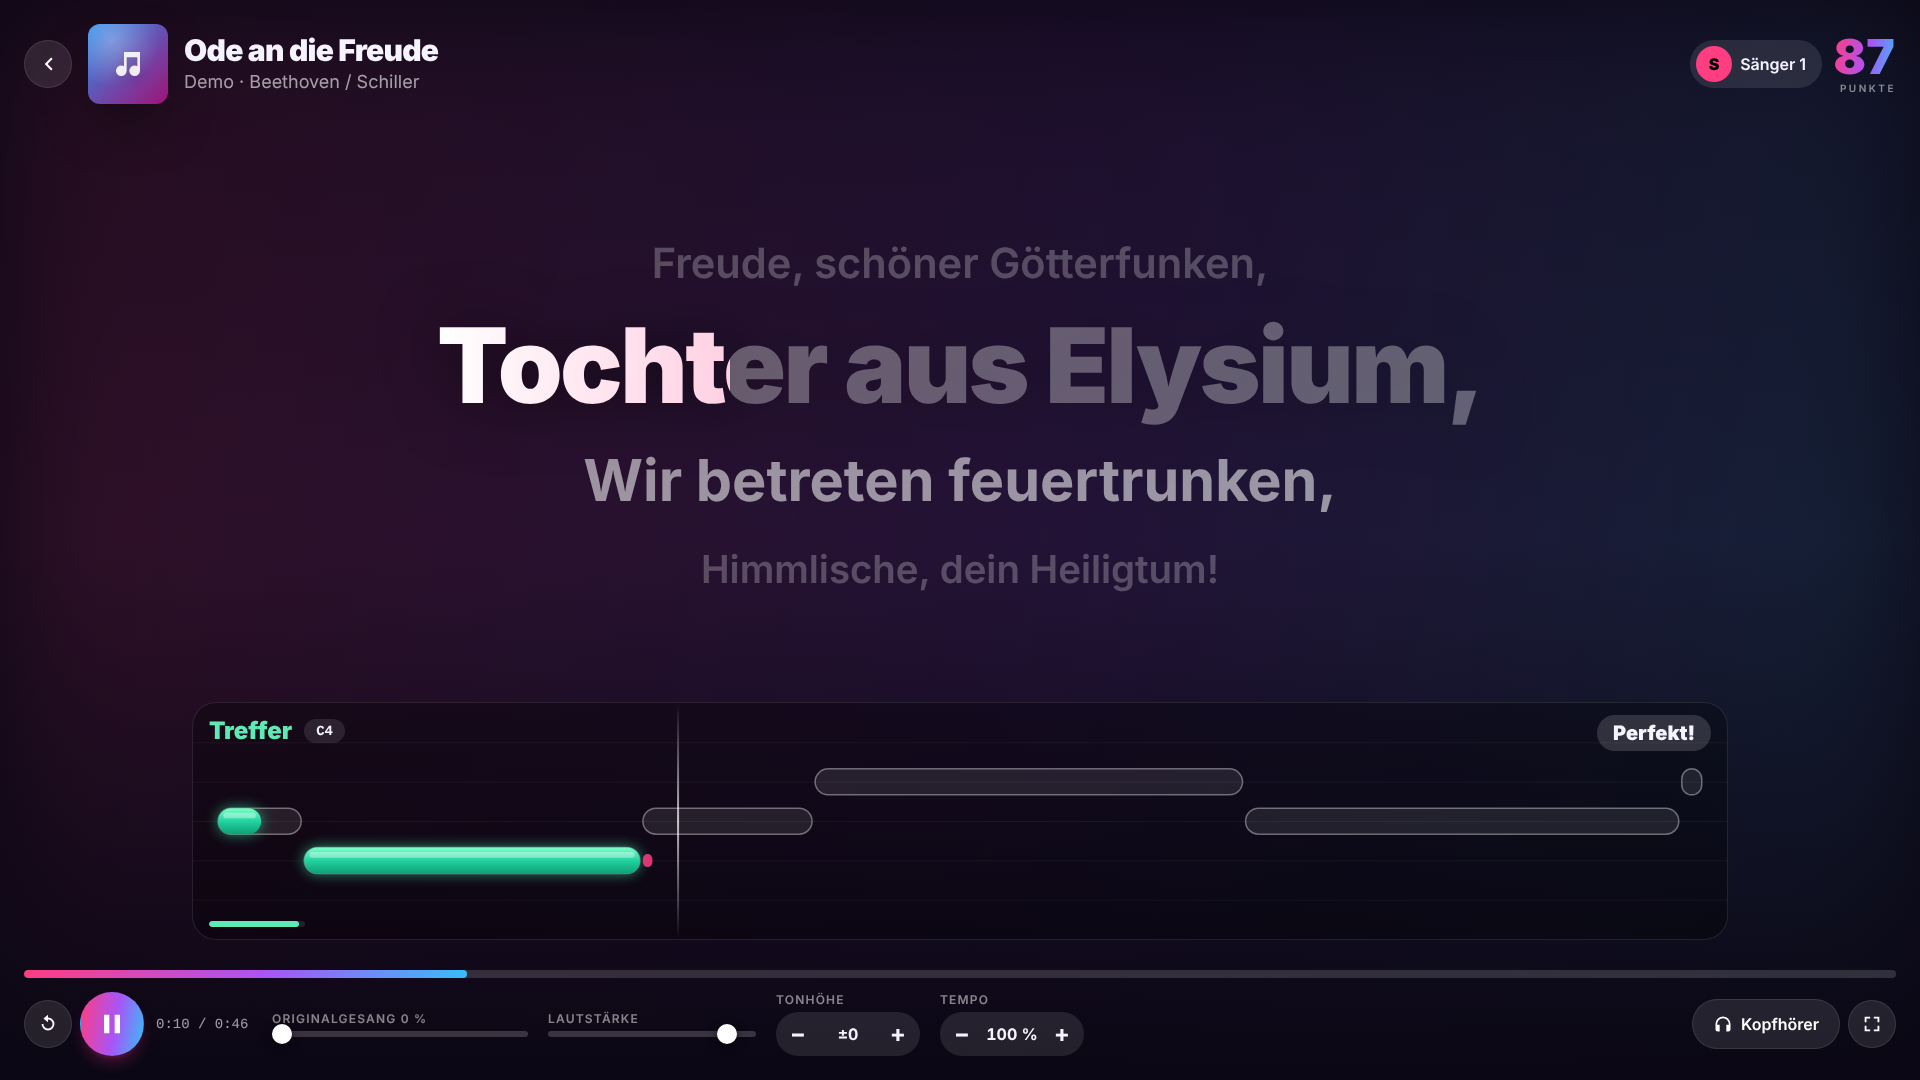 Ode an die Freude
Demo · Beethoven / Schiller
S Sänger 1
87
PUNKTE
Freude, schöner Götterfunken,
Tochter aus Elysium,
Wir betreten feuertrunken,
Himmlische, dein Heiligtum!
Treffer C4
Perfekt!
0:10 / 0:46
ORIGINALGESANG 0 %
LAUTSTÄRKE
TONHÖHE
− ±0 +
TEMPO
− 100 % +
Kopfhörer